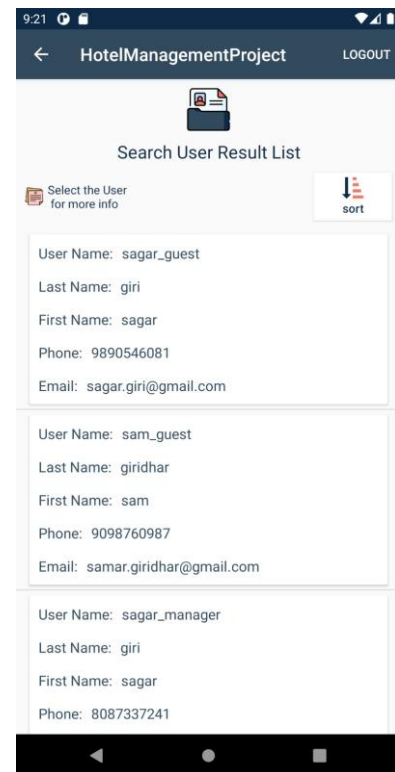 9:21
HotelManagementProject LOGOUT
Search User Result List
Select the User
for more info
sort
User Name: sagar_guest
Last Name: giri
First Name: sagar
Phone: 9890546081
Email: sagar.giri@gmail.com
User Name: sam_guest
Last Name: giridhar
First Name: sam
Phone: 9098760987
Email: samar.giridhar@gmail.com
User Name: sagar_manager
Last Name: giri
First Name: sagar
Phone: 8087337241